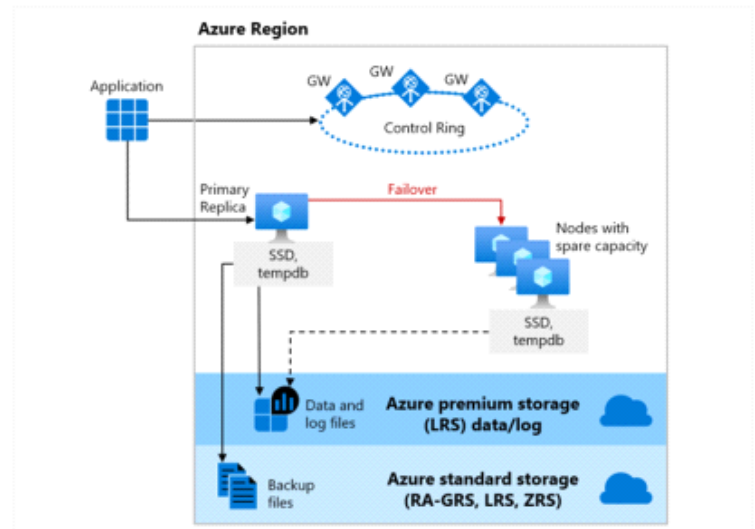 Azure Region
GW
GW
GW
Application
Control Ring
Primary
Replica
Failover
Nodes with
spare capacity
SSD,
tempdb
SSD,
tempdb
Data and
log files
Azure premium storage
(LRS) data/log
Backup
files
Azure standard storage
(RA-GRS, LRS, ZRS)